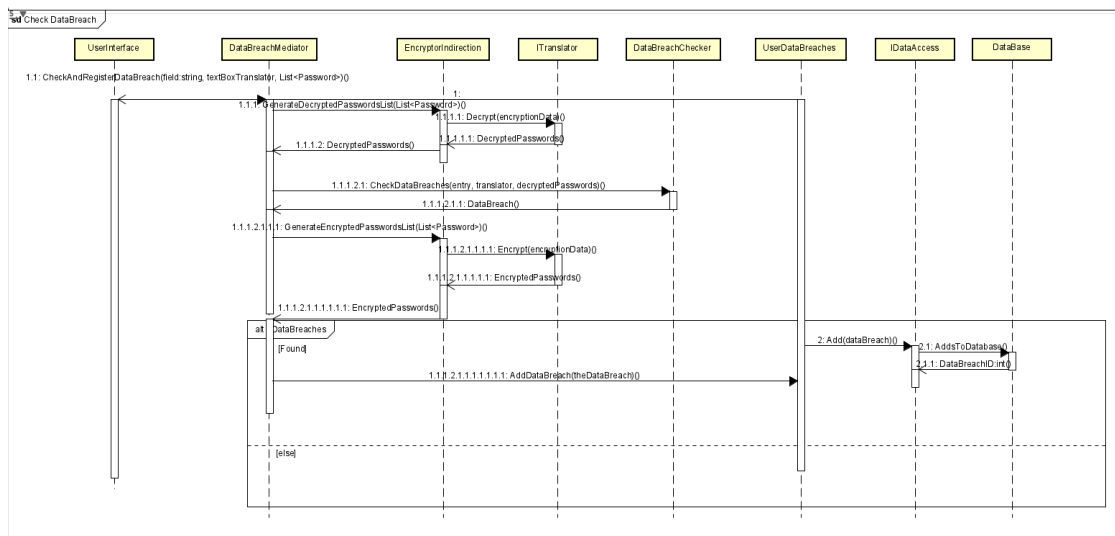 sd Check DataBreach
UserInterface
DataBreachMediator
EncryptorIndirection
ITranslator
DataBreachChecker
UserDataBreaches
IDataAccess
DataBase
1.1: CheckAndRegisterDataBreach(field:string, textBoxTranslator, List<Password>)()
1:
1.1.1: GenerateDecryptedPasswordsList(List<Password>)()
1.1.1.1: Decrypt(encryptionData)()
1.1.1.1.1: DecryptedPasswords()
1.1.1.2: DecryptedPasswords()
1.1.1.2.1: CheckDataBreaches(entry, translator, decryptedPasswords)()
1.1.1.2.1.1: DataBreach()
1.1.1.2.1.1.1: GenerateEncryptedPasswordsList(List<Password>)()
1.1.1.2.1.1.1.1: Encrypt(encryptionData)()
1.1.1.2.1.1.1.1.1: EncryptedPasswords()
1.1.1.2.1.1.1.1.1.1: EncryptedPasswords()
alt DataBreaches
2: Add(dataBreach)()
[Found]
2.1: AddsToDatabase()
2.1.1: DataBreachID:int()
1.1.1.2.1.1.1.1.1.1.1: AddDataBreach(theDataBreach)()
[else]